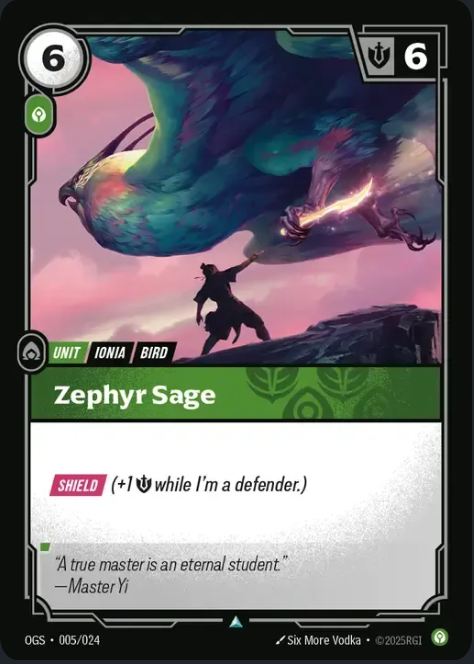 6
6
UNIT IONIA BIRD
Zephyr Sage
SHIELD (+1 while I'm a defender.)
"A true master is an eternal student."
—Master Yi
OGS • 005/024 Six More Vodka • ©2025RGI